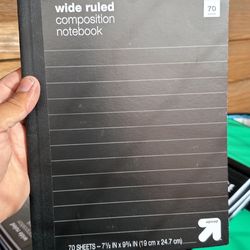 wide ruled
composition
notebook
70
70 SHEETS – 7½ IN x 9¾ IN (19 cm x 24.7 cm)